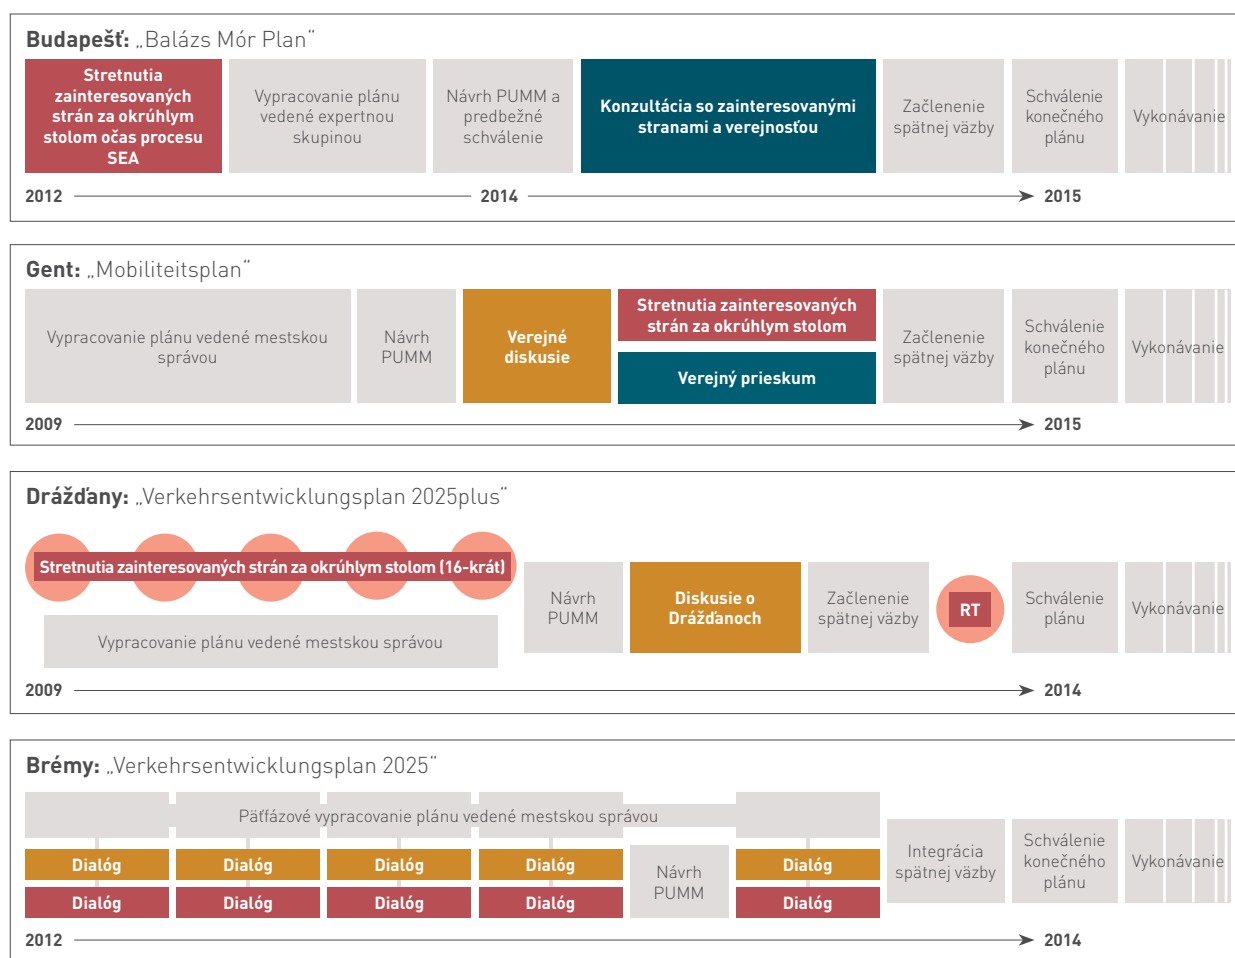 Budapešť: „Balázs Mór Plan“
Stretnutia
zainteresovaných
strán za okrúhlym
stolom očas procesu
SEA
Vypracovanie plánu
vedené expertnou
skupinou
Návrh PUMM a
predbežné
schválenie
Konzultácia so zainteresovanými
stranami a verejnosťou
Začlenenie
spätnej väzby
Schválenie
konečného
plánu
Vykonávanie
2012
2014
2015
Gent: „Mobiliteitsplan“
Vypracovanie plánu vedené mestskou
správou
Návrh
PUMM
Verejné
diskusie
Stretnutia zainteresovaných
strán za okrúhlym stolom
Verejný prieskum
Začlenenie
spätnej väzby
Schválenie
konečného
plánu
Vykonávanie
2009
2015
Drážďany: „Verkehrsentwicklungsplan 2025plus“
Stretnutia zainteresovaných strán za okrúhlym stolom (16-krát)
Vypracovanie plánu vedené mestskou správou
Návrh
PUMM
Diskusie o
Drážďanoch
Začlenenie
spätnej väzby
RT
Schválenie
plánu
Vykonávanie
2009
2014
Brémy: „Verkehrsentwicklungsplan 2025“
Päťfázové vypracovanie plánu vedené mestskou správou
Dialóg
Dialóg
Dialóg
Dialóg
Dialóg
Dialóg
Dialóg
Dialóg
Návrh
PUMM
Dialóg
Dialóg
Integrácia
spätnej väzby
Schválenie
konečného
plánu
Vykonávanie
2012
2014